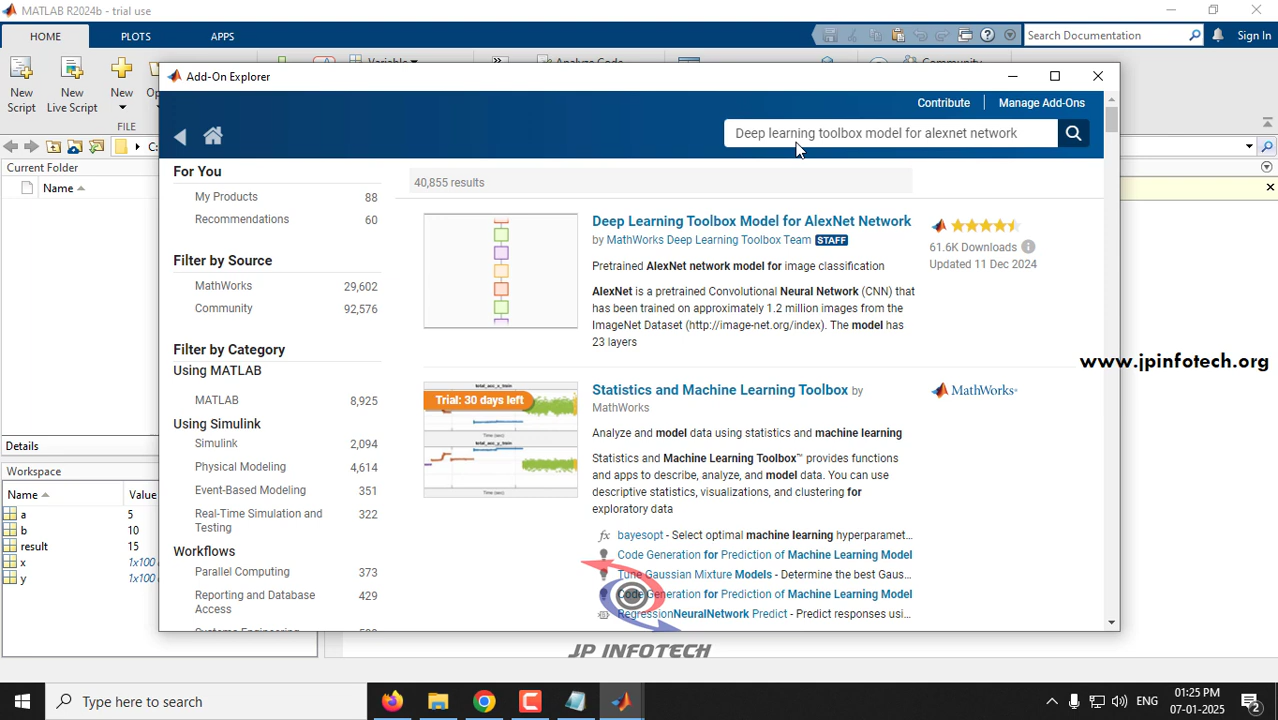 MATLAB R2024b - trial use
HOME
PLOTS
APPS
Search Documentation
Sign In
New Script
New Live Script
New
FILE
Variable
Analyze Code
Community
Current Folder
Name
Details
Workspace
Name
Value
a
5
b
10
result
15
x
1x100
y
1x100
Add-On Explorer
Contribute
Manage Add-Ons
Deep learning toolbox model for alexnet network
For You
My Products
88
Recommendations
60
Filter by Source
MathWorks
29,602
Community
92,576
Filter by Category
Using MATLAB
MATLAB
8,925
Using Simulink
Simulink
2,094
Physical Modeling
4,614
Event-Based Modeling
351
Real-Time Simulation and
Testing
322
Workflows
Parallel Computing
373
Reporting and Database
Access
429
40,855 results
Deep Learning Toolbox Model for AlexNet Network
by MathWorks Deep Learning Toolbox Team STAFF
Pretrained AlexNet network model for image classification
AlexNet is a pretrained Convolutional Neural Network (CNN) that
has been trained on approximately 1.2 million images from the
ImageNet Dataset (http://image-net.org/index). The model has
23 layers
61.6K Downloads
Updated 11 Dec 2024
www.jpinfotech.org
Trial: 30 days left
Statistics and Machine Learning Toolbox by
MathWorks
MathWorks
Analyze and model data using statistics and machine learning
Statistics and Machine Learning Toolbox™ provides functions
and apps to describe, analyze, and model data. You can use
descriptive statistics, visualizations, and clustering for
exploratory data
fx bayesopt - Select optimal machine learning hyperparamet...
Code Generation for Prediction of Machine Learning Model
Tune Gaussian Mixture Models - Determine the best Gaus...
Code Generation for Prediction of Machine Learning Model
RegressionNeuralNetwork Predict - Predict responses usi...
JP INFOTECH
Type here to search
ENG
01:25 PM
07-01-2025
2